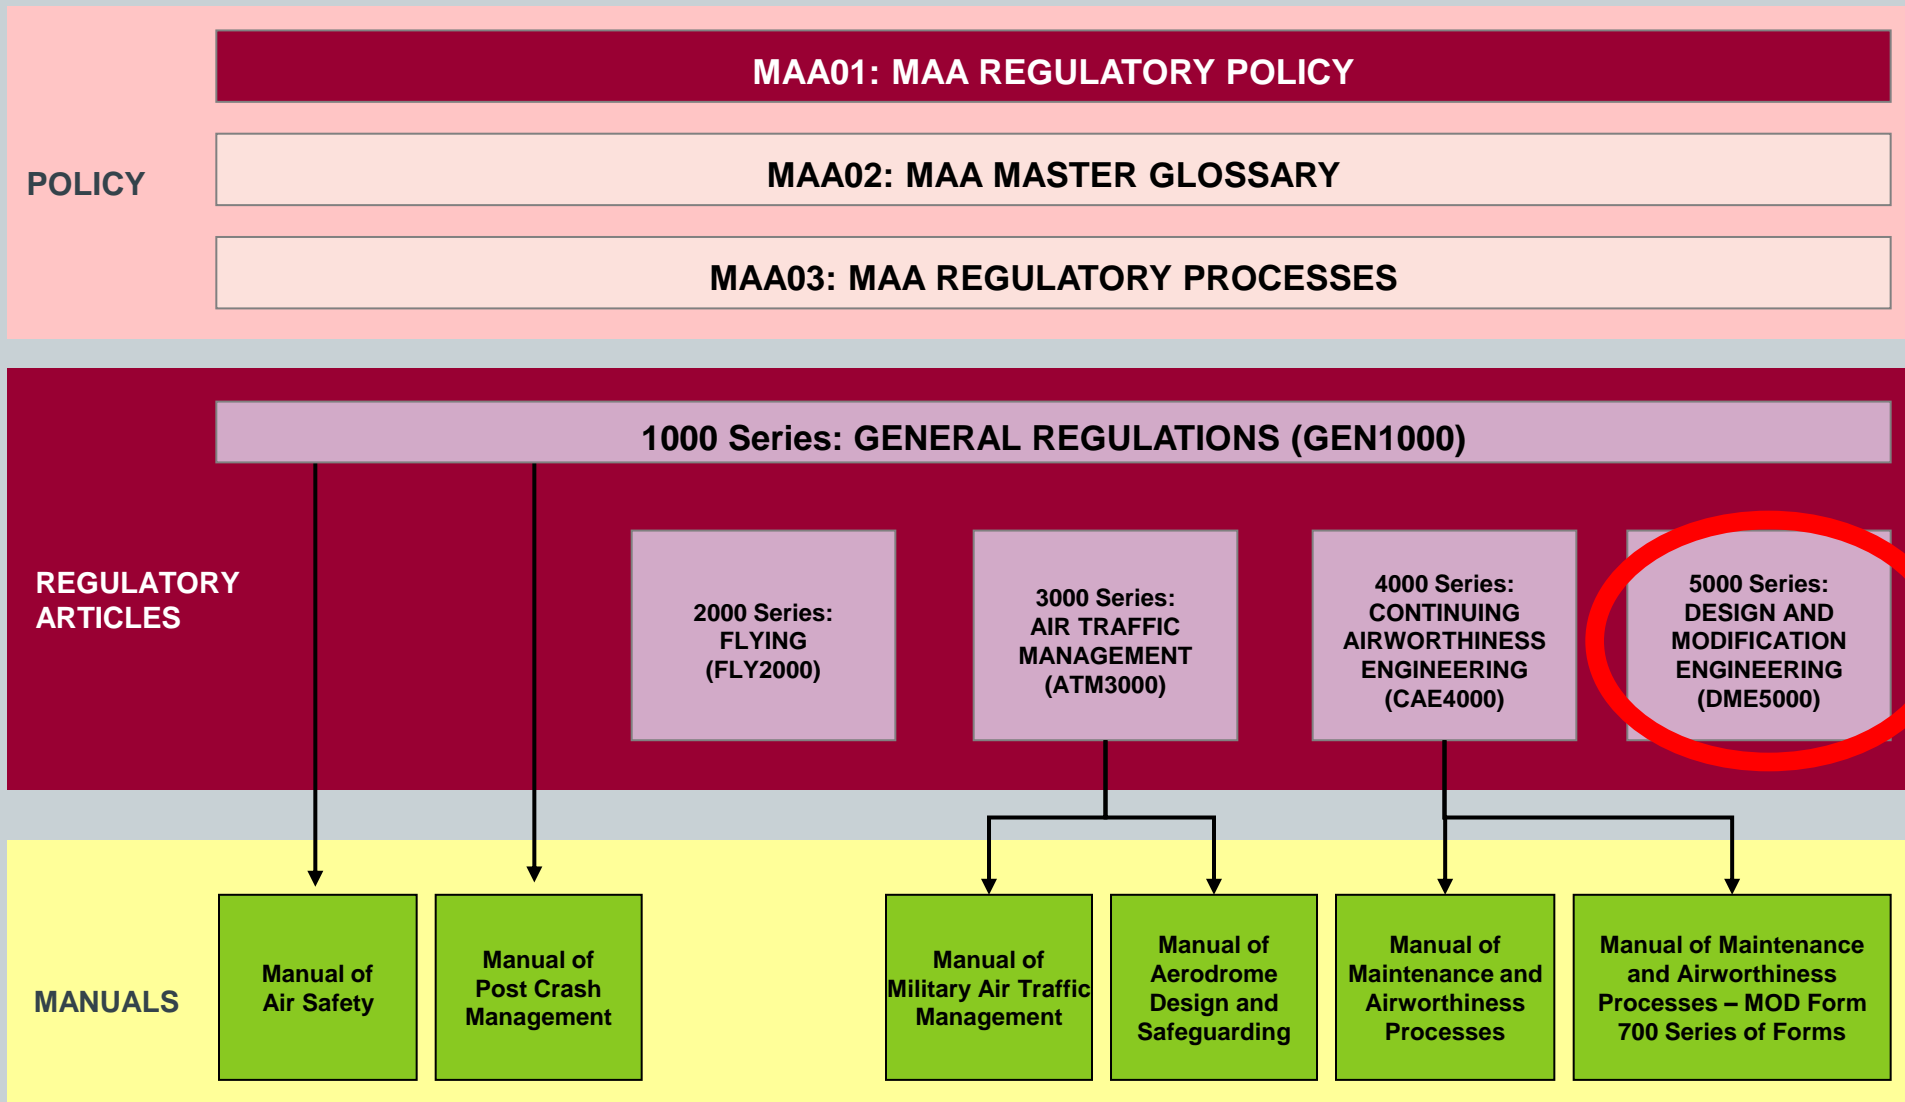 MAA01: MAA REGULATORY POLICY
POLICY
MAA02: MAA MASTER GLOSSARY
MAA03: MAA REGULATORY PROCESSES
1000 Series: GENERAL REGULATIONS (GEN1000)
REGULATORY
ARTICLES
2000 Series:
FLYING
(FLY2000)
3000 Series:
AIR TRAFFIC
MANAGEMENT
(ATM3000)
4000 Series:
CONTINUING
AIRWORTHINESS
ENGINEERING
(CAE4000)
5000 Series:
DESIGN AND
MODIFICATION
ENGINEERING
(DME5000)
MANUALS
Manual of
Air Safety
Manual of
Post Crash
Management
Manual of
Military Air Traffic
Management
Manual of
Aerodrome
Design and
Safeguarding
Manual of
Maintenance and
Airworthiness
Processes
Manual of Maintenance
and Airworthiness
Processes – MOD Form
700 Series of Forms